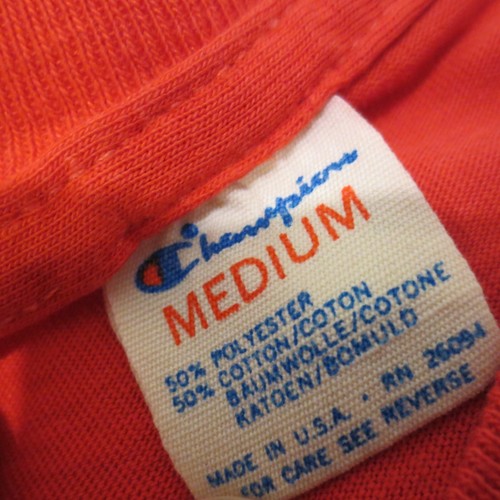 Champion
MEDIUM
50% POLYESTER
50% COTTON/COTON
BAUMWOLLE/COTONE
KATOEN/BOMULD
MADE IN U.S.A. • RN 26094
FOR CARE SEE REVERSE